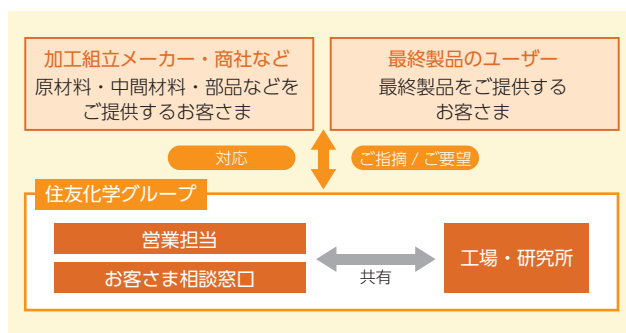 加工組立メーカー・商社など
原材料・中間材料・部品などを
ご提供するお客さま
最終製品のユーザー
最終製品をご提供する
お客さま
対応
ご指摘 / ご要望
住友化学グループ
営業担当
お客さま相談窓口
共有
工場・研究所